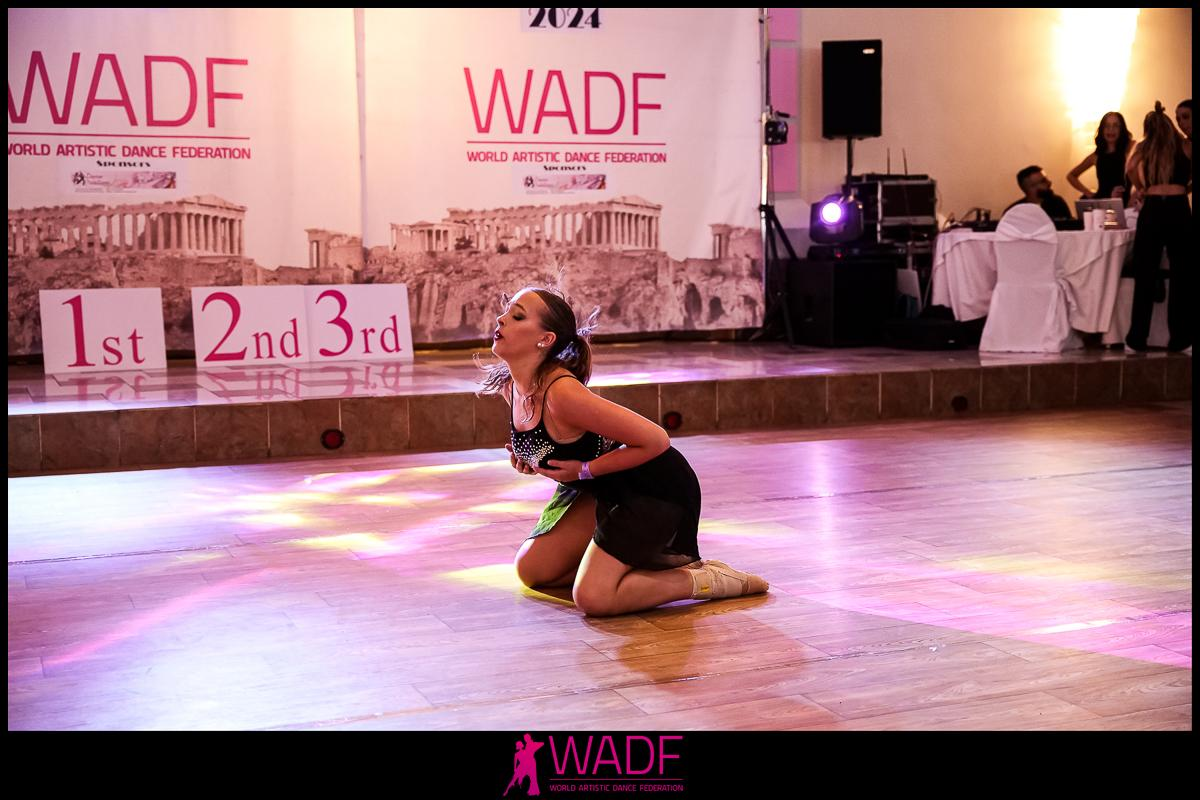 2024
WADF
WORLD ARTISTIC DANCE FEDERATION
Sponsors
WADF
WORLD ARTISTIC DANCE FEDERATION
Sponsors
1st
2nd
3rd
WADF
WORLD ARTISTIC DANCE FEDERATION